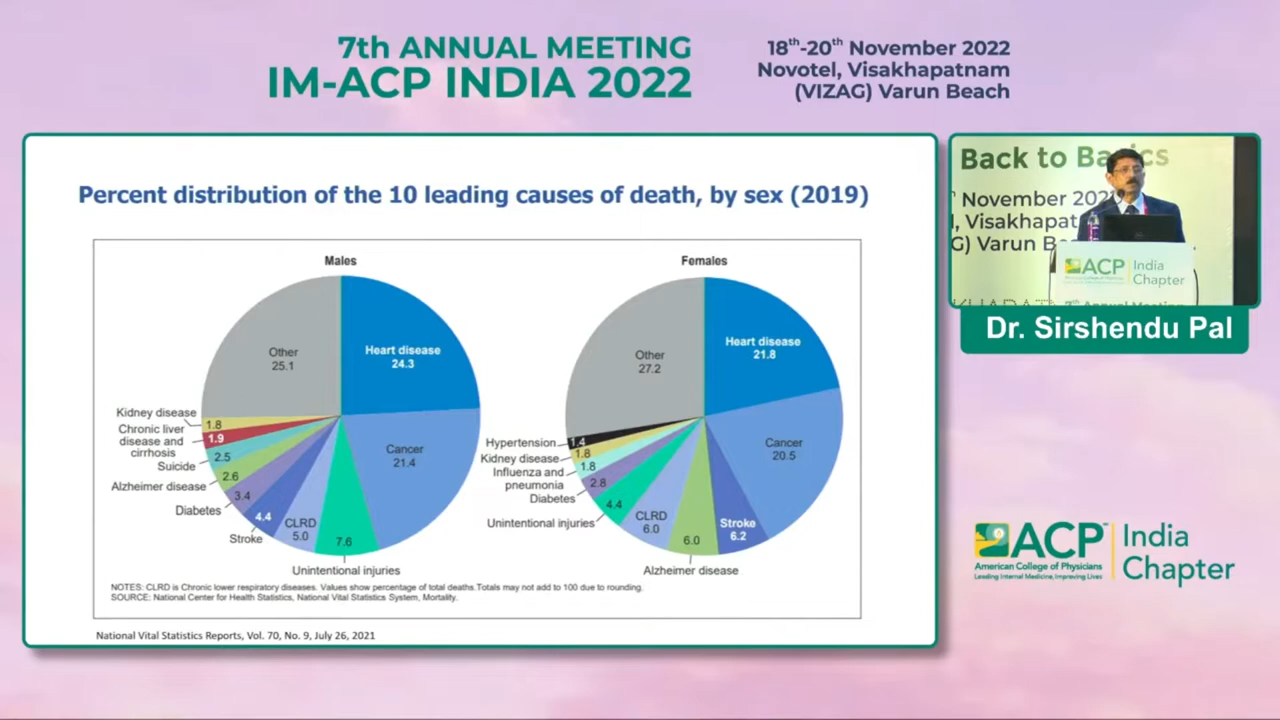 7th ANNUAL MEETING
IM-ACP INDIA 2022
18th-20th November 2022
Novotel, Visakhapatnam
(VIZAG) Varun Beach
Percent distribution of the 10 leading causes of death, by sex (2019)
Males
Other
25.1
Heart disease
24.3
Kidney disease
1.8
Chronic liver
disease and
cirrhosis
1.9
Suicide
2.5
Alzheimer disease
2.6
Diabetes
3.4
Stroke
4.4
CLRD
5.0
7.6
Unintentional injuries
Cancer
21.4
Females
Other
27.2
Heart disease
21.8
Hypertension
1.4
Kidney disease
1.8
Influenza and
pneumonia
1.8
Diabetes
2.8
Unintentional injuries
4.4
CLRD
6.0
6.0
Alzheimer disease
Stroke
6.2
Cancer
20.5
NOTES: CLRD is Chronic lower respiratory diseases. Values show percentage of total deaths.Totals may not add to 100 due to rounding.
SOURCE: National Center for Health Statistics, National Vital Statistics System, Mortality.
National Vital Statistics Reports, Vol. 70, No. 9, July 26, 2021
Back to Ba cs
November 202
Visakhapat
G) Varun B
ACP India
Chapter
7th Annual Meeting
Dr. Sirshendu Pal
ACP
American College of Physicians
Leading Internal Medicine, Improving Lives
India
Chapter